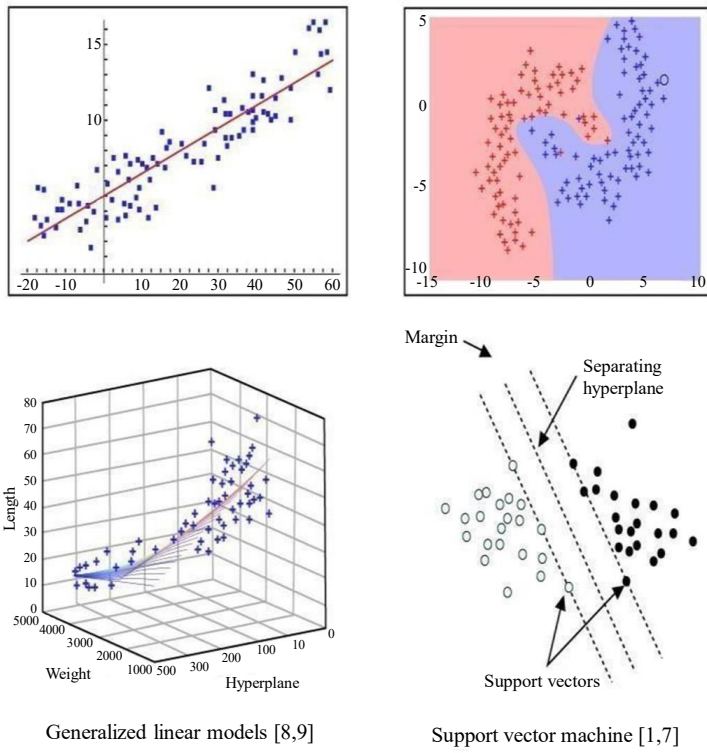 15
10
-20 -10 10 20 30 40 50 60
5
0
-5
-10
-15 -10 -5 0 5 10
Margin
Separating
hyperplane
80
70
60
50
40
30
20
10
0
Length
5000
4000
3000
2000
1000
500
300
200
100
10
0
Weight
Hyperplane
Support vectors
Generalized linear models [8,9]
Support vector machine [1,7]